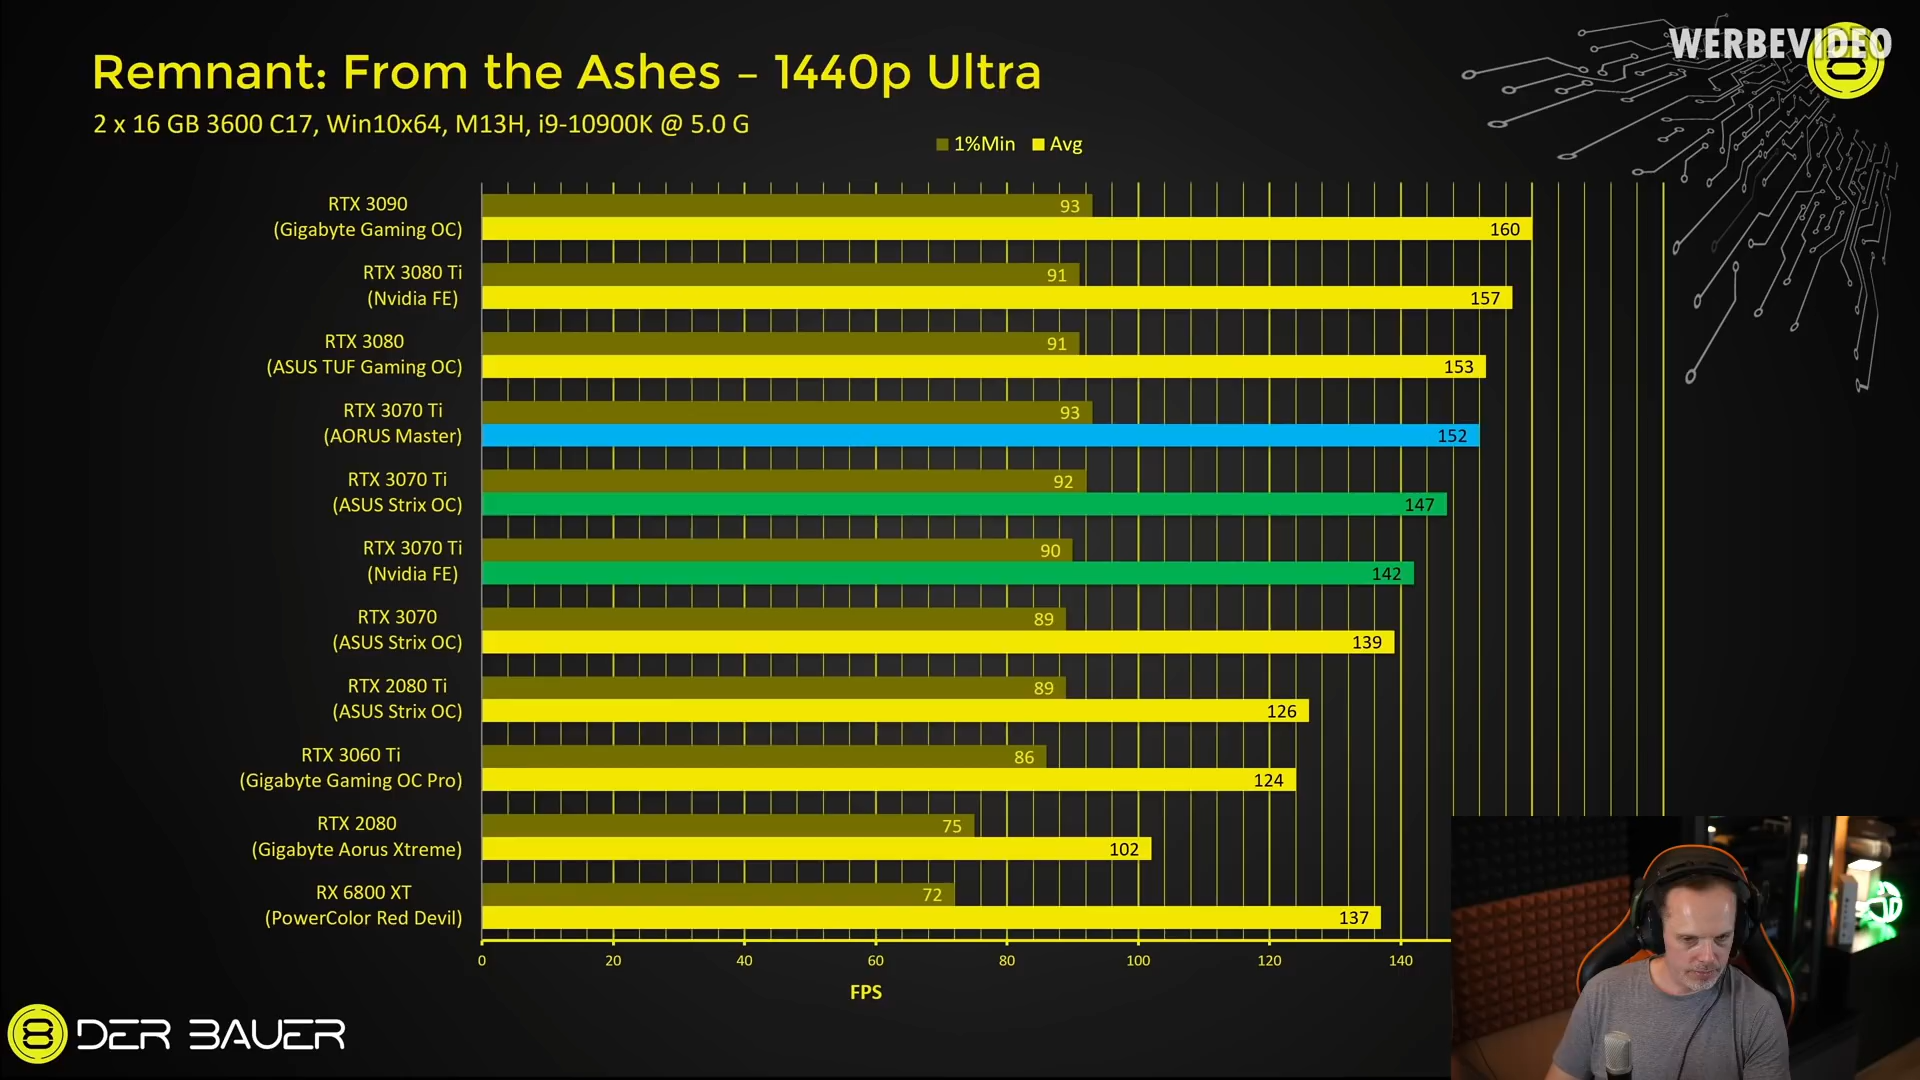 WERBEVIDEO
Remnant: From the Ashes – 1440p Ultra
2 x 16 GB 3600 C17, Win10x64, M13H, i9-10900K @ 5.0 G
1%Min Avg
RTX 3090
(Gigabyte Gaming OC)
93
160
RTX 3080 Ti
(Nvidia FE)
91
157
RTX 3080
(ASUS TUF Gaming OC)
91
153
RTX 3070 Ti
(AORUS Master)
93
152
RTX 3070 Ti
(ASUS Strix OC)
92
147
RTX 3070 Ti
(Nvidia FE)
90
142
RTX 3070
(ASUS Strix OC)
89
139
RTX 2080 Ti
(ASUS Strix OC)
89
126
RTX 3060 Ti
(Gigabyte Gaming OC Pro)
86
124
RTX 2080
(Gigabyte Aorus Xtreme)
75
102
RX 6800 XT
(PowerColor Red Devil)
72
137
0 20 40 60 80 100 120 140
FPS
8 DER BAUER